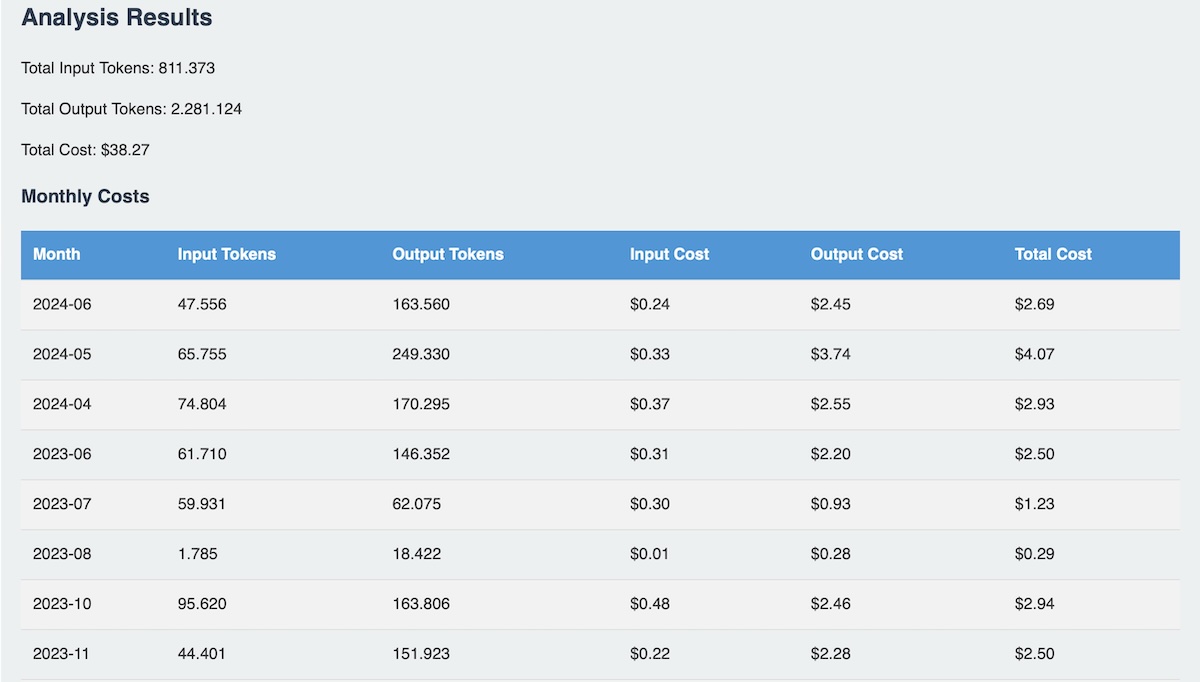 Analysis Results
Total Input Tokens: 811.373
Total Output Tokens: 2.281.124
Total Cost: $38.27
Monthly Costs
Month Input Tokens Output Tokens Input Cost Output Cost Total Cost
2024-06 47.556 163.560 $0.24 $2.45 $2.69
2024-05 65.755 249.330 $0.33 $3.74 $4.07
2024-04 74.804 170.295 $0.37 $2.55 $2.93
2023-06 61.710 146.352 $0.31 $2.20 $2.50
2023-07 59.931 62.075 $0.30 $0.93 $1.23
2023-08 1.785 18.422 $0.01 $0.28 $0.29
2023-10 95.620 163.806 $0.48 $2.46 $2.94
2023-11 44.401 151.923 $0.22 $2.28 $2.50